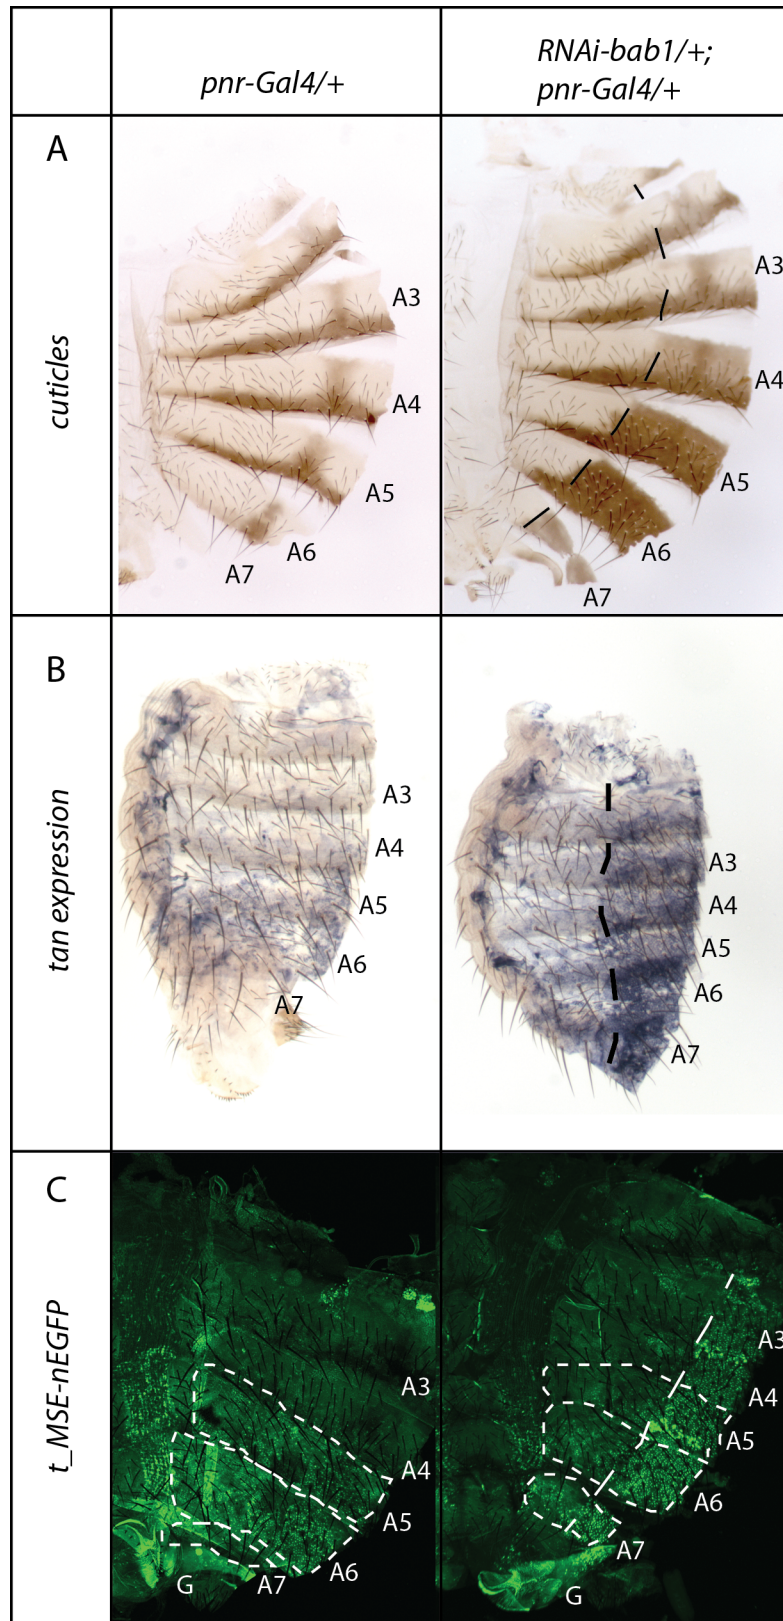 pnr-Gal4/+
RNAi-bab1/+;
pnr-Gal4/+
A
cuticles
A3
A4
A5
A6
A7
A3
A4
A5
A6
A7
B
tan expression
A3
A4
A5
A6
A7
A3
A4
A5
A6
A7
C
t_MSE-nEGFP
A3
A4
A5
A6
A7
G
A3
A4
A5
A6
A7
G